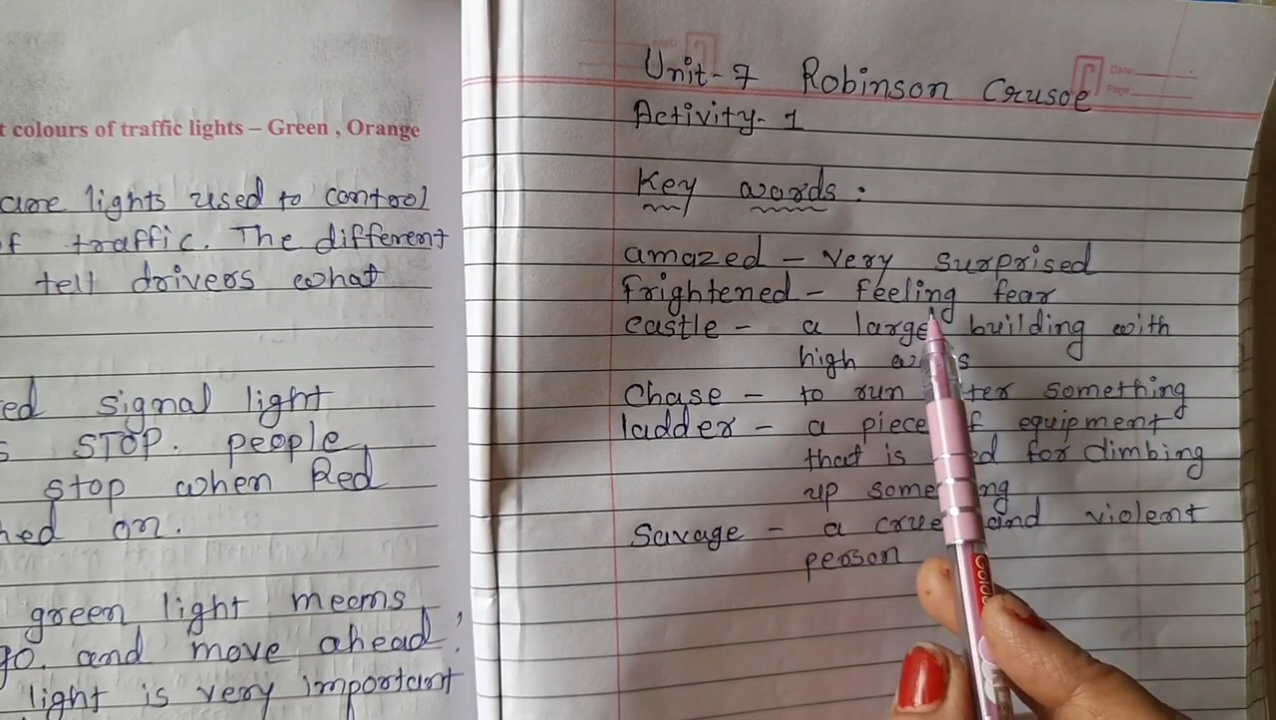 t colours of traffic lights – Green , Orange
are lights used to control
f traffic. The different
tell drivers what
ed signal light
s STOP. people
stop when Red
hed on.
green light means
go. and move ahead.
light is very important
Unit-7 Robinson Crusoe
Date
Page
Activity-1
Key words :
amazed – very surprised
frightened – feeling fear
castle – a large building with
high
Chase – to run something
ladder – a piece equipment
that is for climbing
up
Savage – a and violent
person